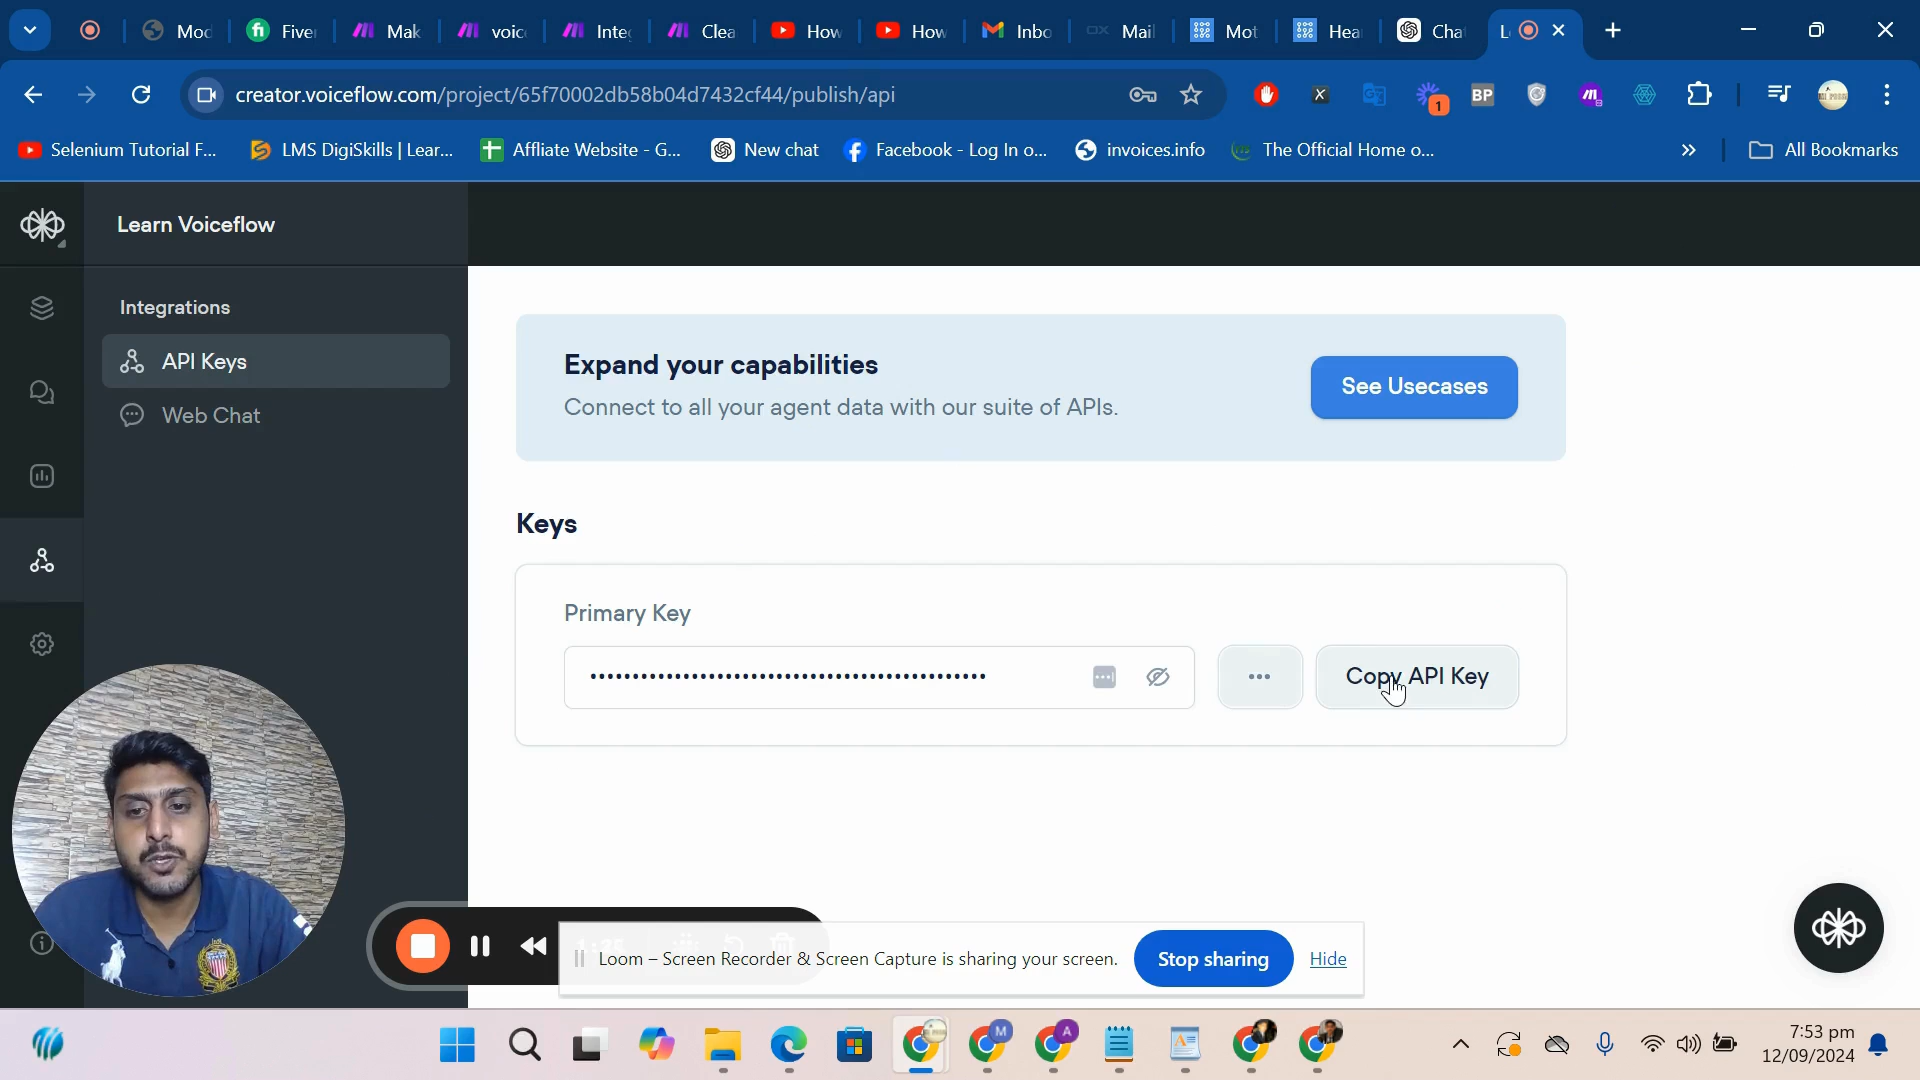 Mod
Fiver
Mak
voic
Inte
Clea
How
How
Inbo
Mail
Mot
Hea
Cha
L
creator.voiceflow.com/project/65f70002db58b04d7432cf44/publish/api
1
BP
Selenium Tutorial F...
LMS DigiSkills | Lear...
Affliate Website - G...
New chat
Facebook - Log In o...
invoices.info
The Official Home o...
All Bookmarks
Learn Voiceflow
Integrations
API Keys
Web Chat
Expand your capabilities
Connect to all your agent data with our suite of APIs.
See Usecases
Keys
Primary Key
Copy API Key
Loom – Screen Recorder & Screen Capture is sharing your screen.
Stop sharing
Hide
M
A
7:53 pm
12/09/2024